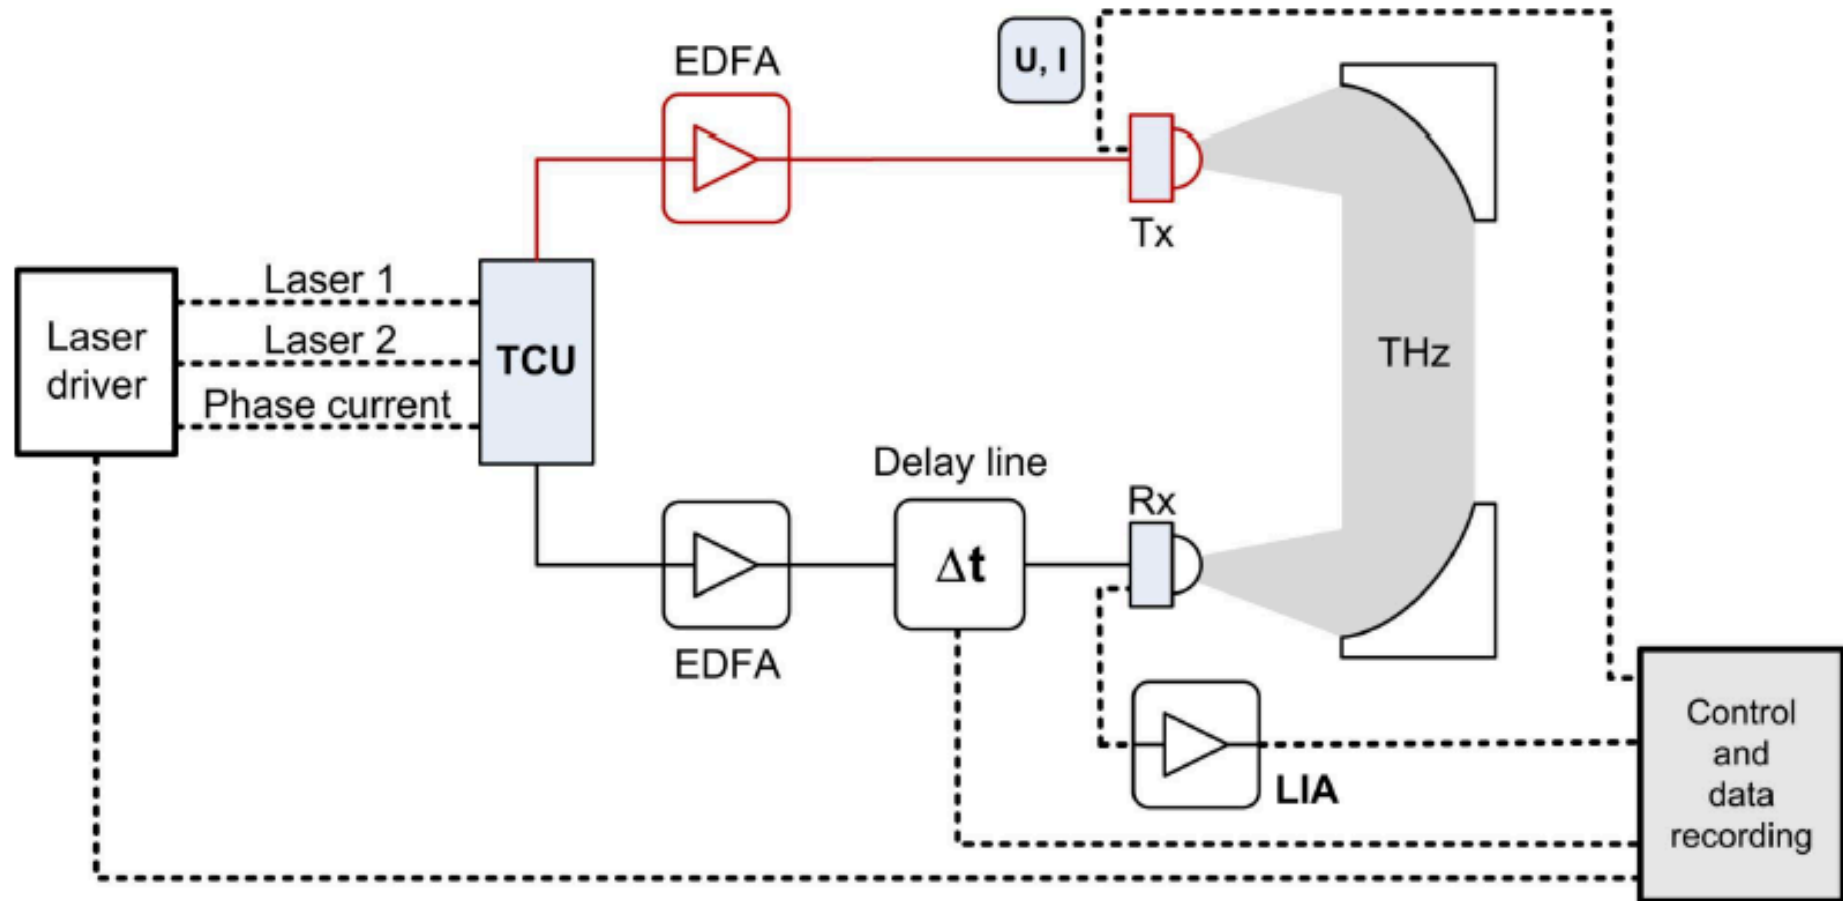 EDFA
U, I
Tx
Laser 1
Laser 2
Phase current
Laser
driver
TCU
THz
Delay line
Rx
Δt
EDFA
LIA
Control
and
data
recording